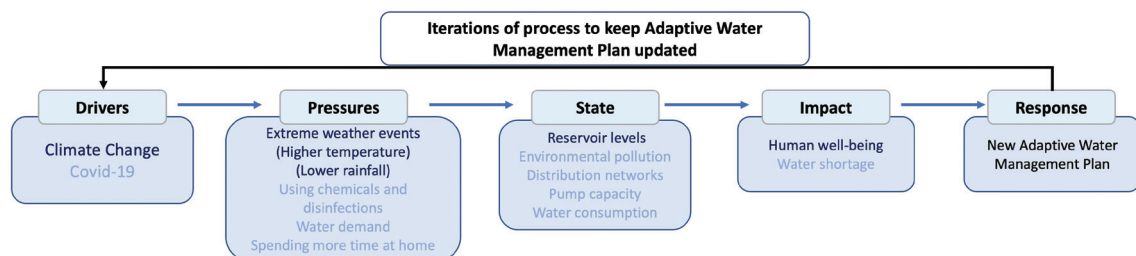 Iterations of process to keep Adaptive Water
Management Plan updated
Drivers
Climate Change
Covid-19
Pressures
Extreme weather events
(Higher temperature)
(Lower rainfall)
Using chemicals and
disinfections
Water demand
Spending more time at home
State
Reservoir levels
Environmental pollution
Distribution networks
Pump capacity
Water consumption
Impact
Human well-being
Water shortage
Response
New Adaptive Water
Management Plan